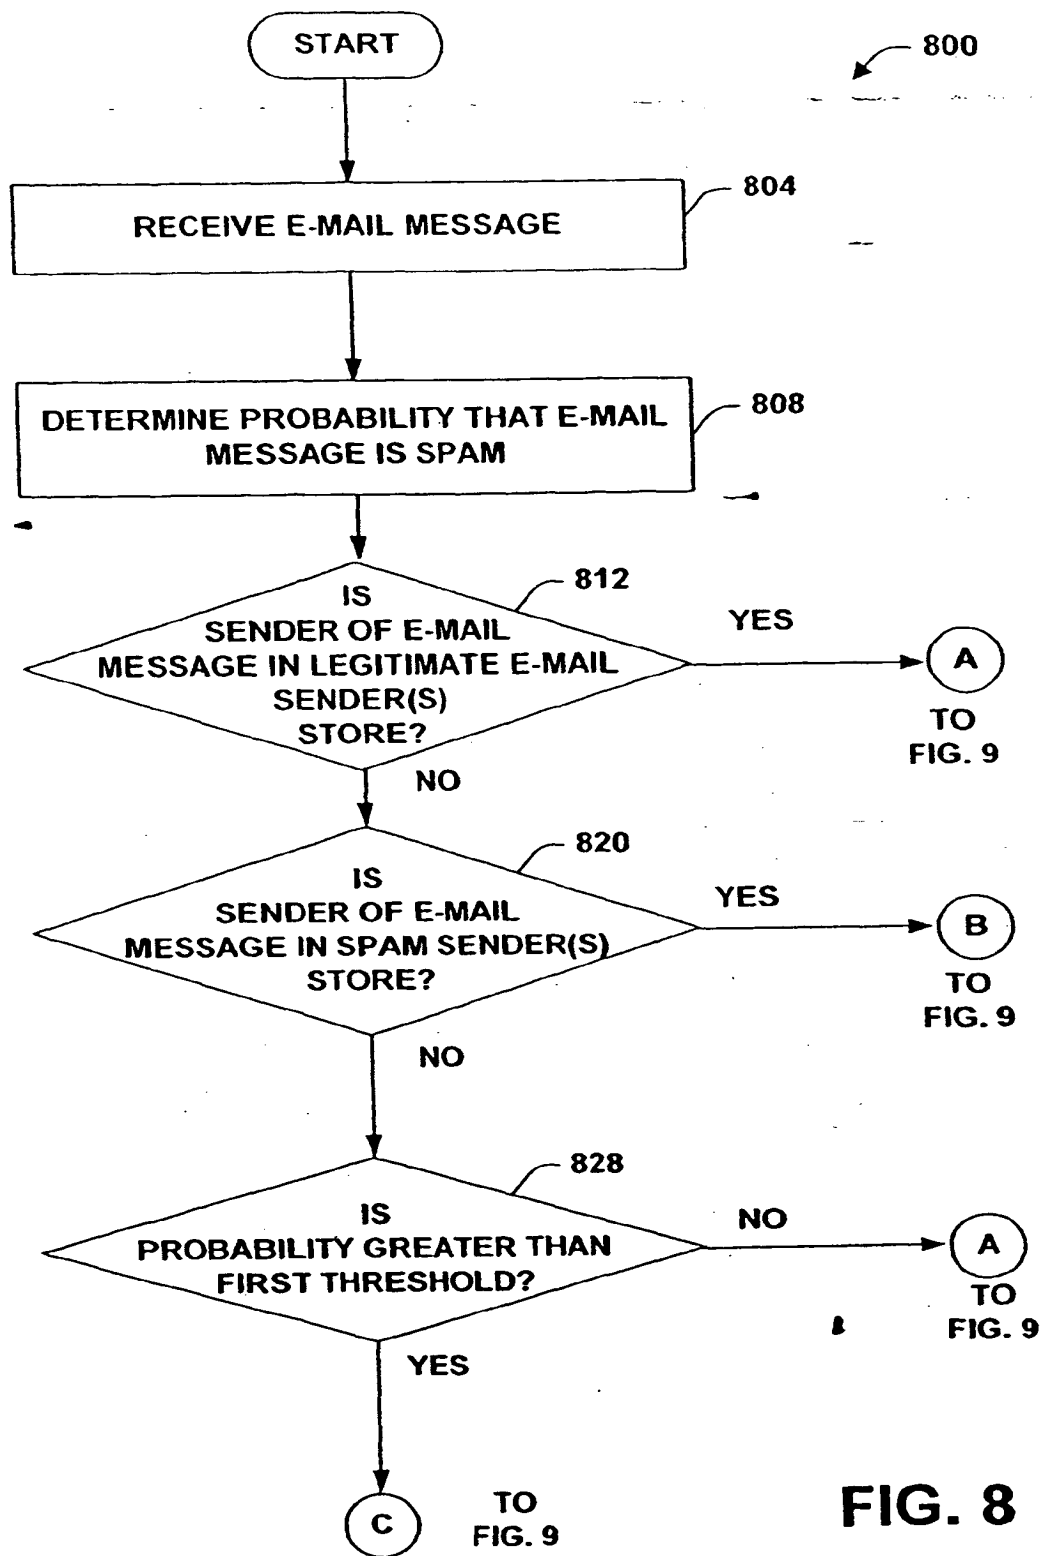 START
800
RECEIVE E-MAIL MESSAGE
804
DETERMINE PROBABILITY THAT E-MAIL
MESSAGE IS SPAM
808
IS
SENDER OF E-MAIL
MESSAGE IN LEGITIMATE E-MAIL
SENDER(S)
STORE?
812
YES
A
TO
FIG. 9
NO
IS
SENDER OF E-MAIL
MESSAGE IN SPAM SENDER(S)
STORE?
820
YES
B
TO
FIG. 9
NO
IS
PROBABILITY GREATER THAN
FIRST THRESHOLD?
828
NO
A
TO
FIG. 9
YES
C
TO
FIG. 9
FIG. 8